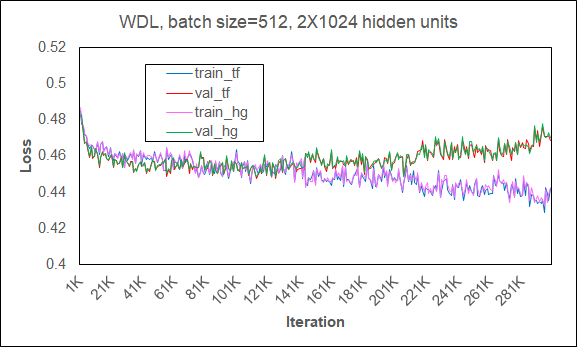 WDL, batch size=512, 2X1024 hidden units
0.52
0.5
0.48
0.46
0.44
0.42
0.4
Loss
train_tf
val_tf
train_hg
val_hg
1K 21K 41K 61K 81K 101K 121K 141K 161K 181K 201K 221K 241K 261K 281K
Iteration